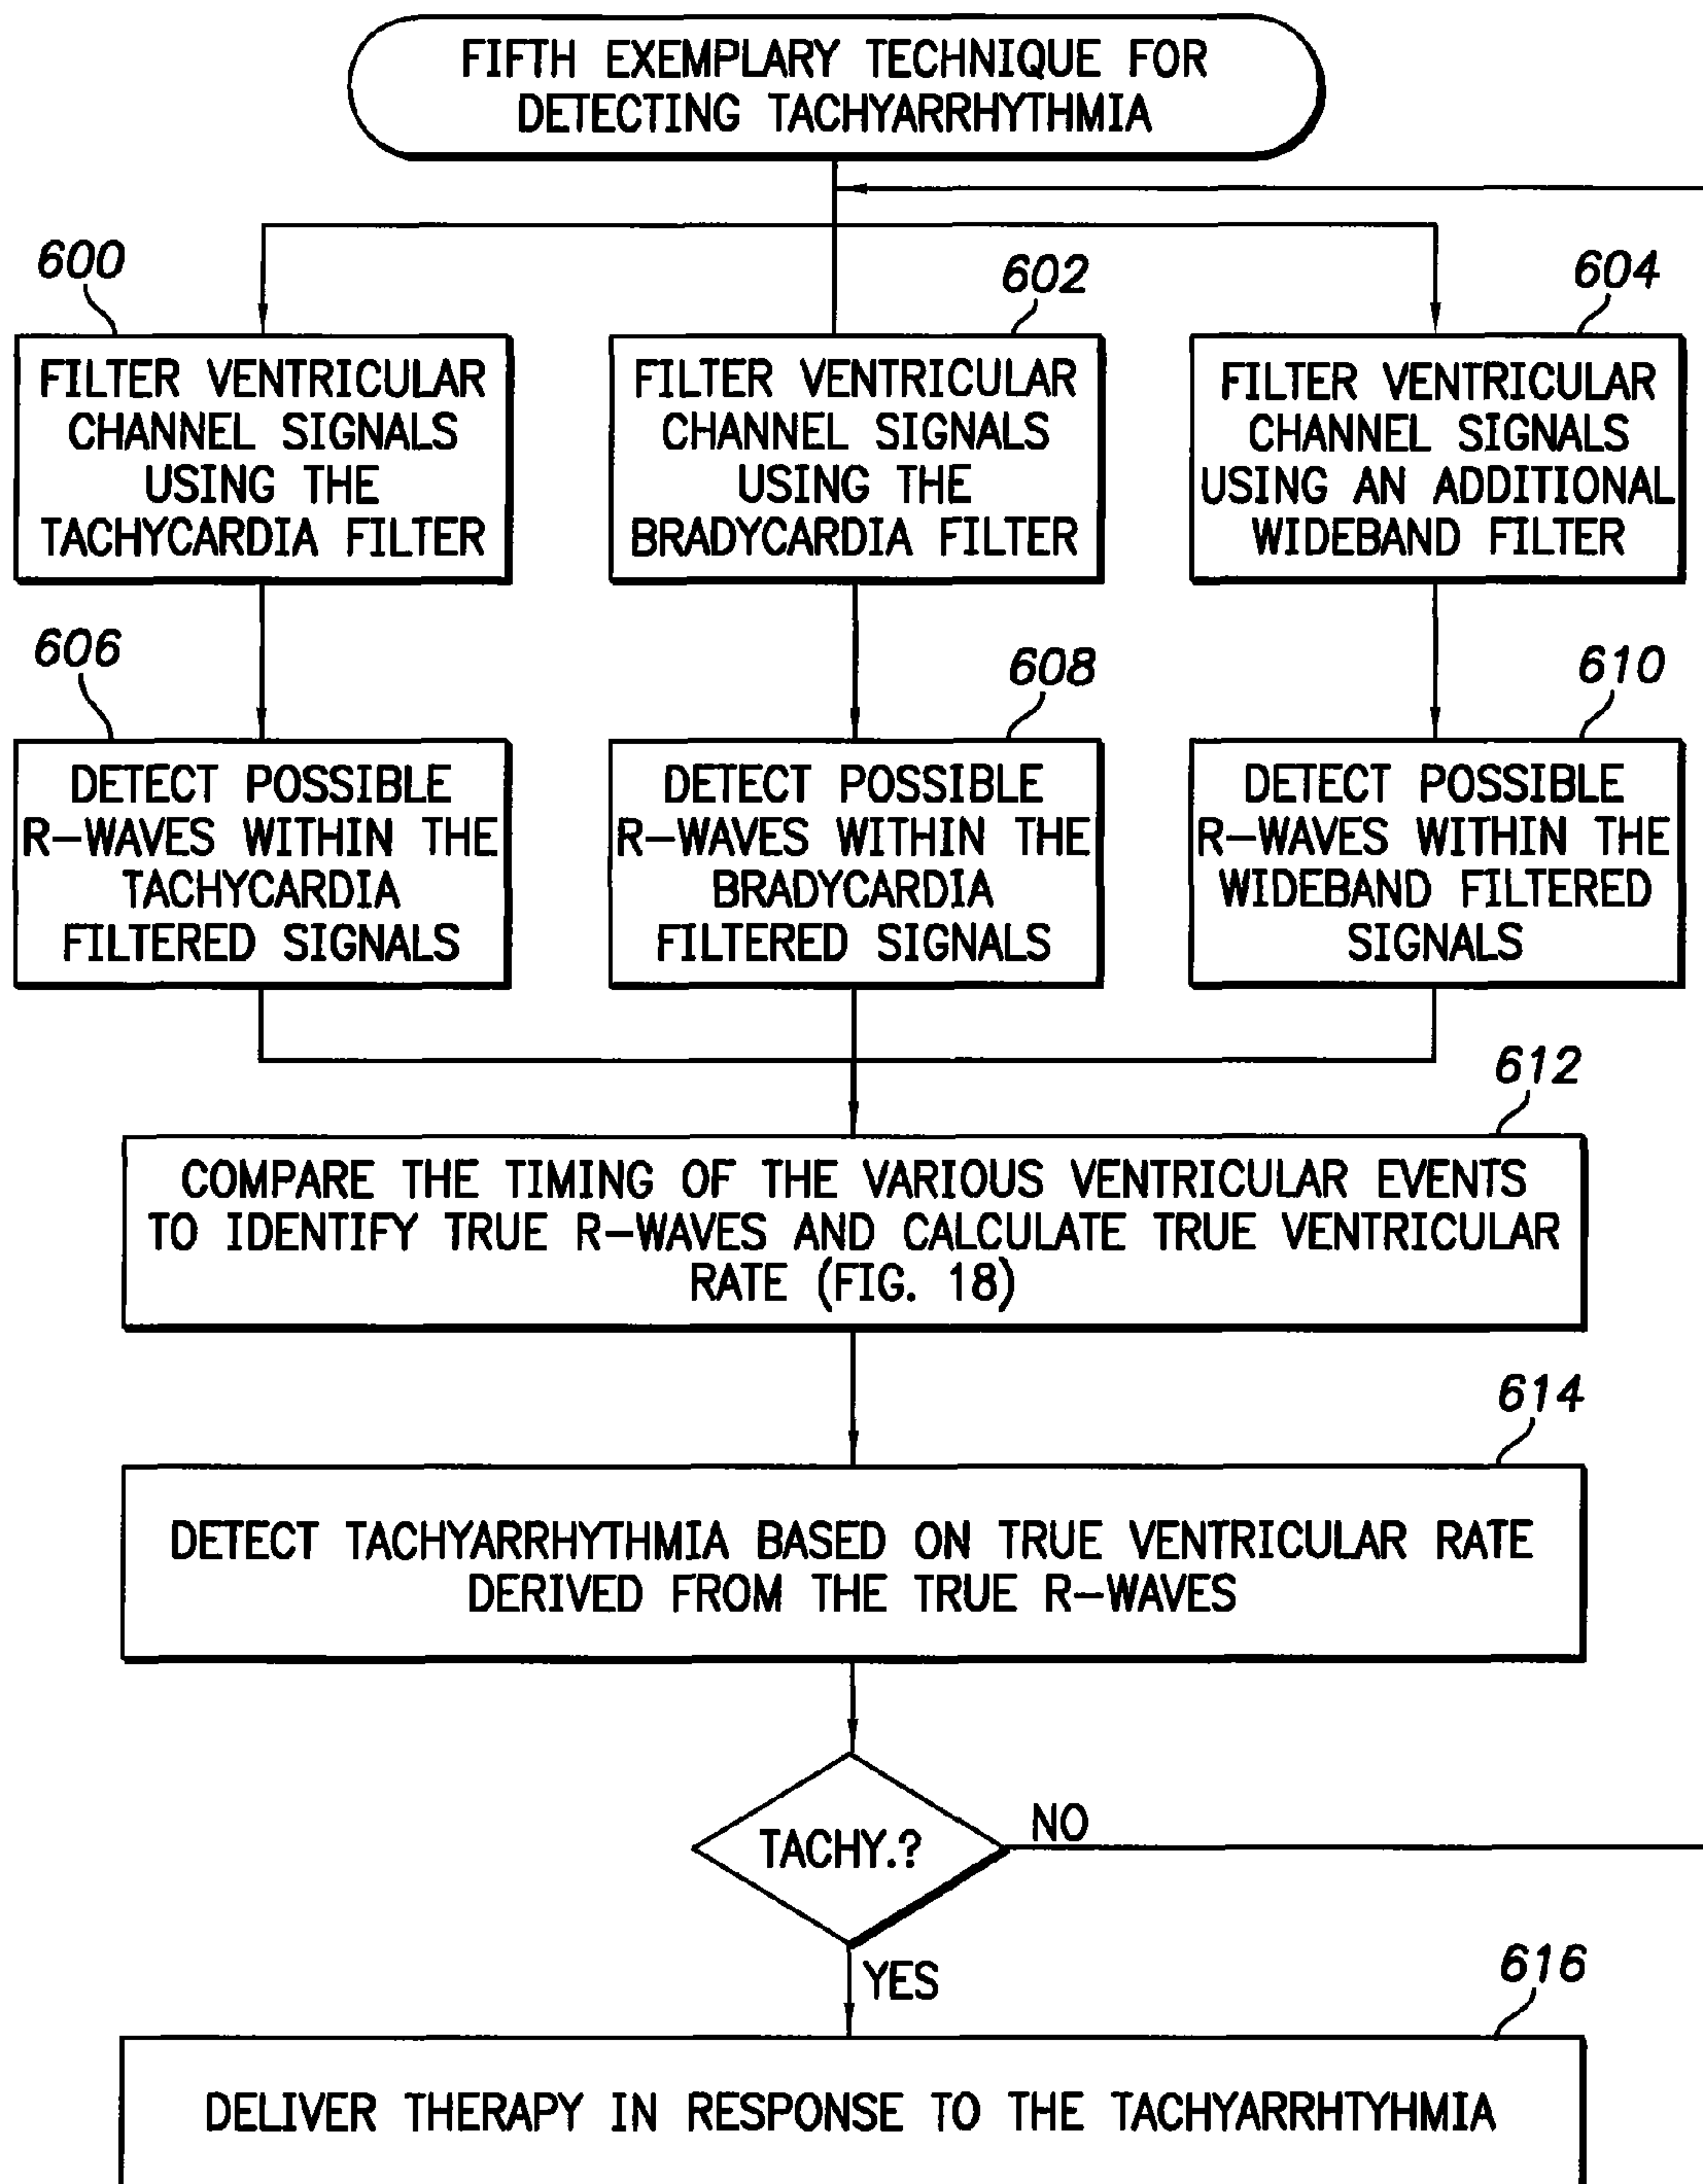 FIFTH EXEMPLARY TECHNIQUE FOR
DETECTING TACHYARRHYTHMIA
600
FILTER VENTRICULAR
CHANNEL SIGNALS
USING THE
TACHYCARDIA FILTER
602
FILTER VENTRICULAR
CHANNEL SIGNALS
USING THE
BRADYCARDIA FILTER
604
FILTER VENTRICULAR
CHANNEL SIGNALS
USING AN ADDITIONAL
WIDEBAND FILTER
606
DETECT POSSIBLE
R-WAVES WITHIN THE
TACHYCARDIA
FILTERED SIGNALS
608
DETECT POSSIBLE
R-WAVES WITHIN THE
BRADYCARDIA
FILTERED SIGNALS
610
DETECT POSSIBLE
R-WAVES WITHIN THE
WIDEBAND FILTERED
SIGNALS
612
COMPARE THE TIMING OF THE VARIOUS VENTRICULAR EVENTS
TO IDENTIFY TRUE R-WAVES AND CALCULATE TRUE VENTRICULAR
RATE (FIG. 18)
614
DETECT TACHYARRHYTHMIA BASED ON TRUE VENTRICULAR RATE
DERIVED FROM THE TRUE R-WAVES
TACHY.?
NO
YES
616
DELIVER THERAPY IN RESPONSE TO THE TACHYARRHTYHMIA